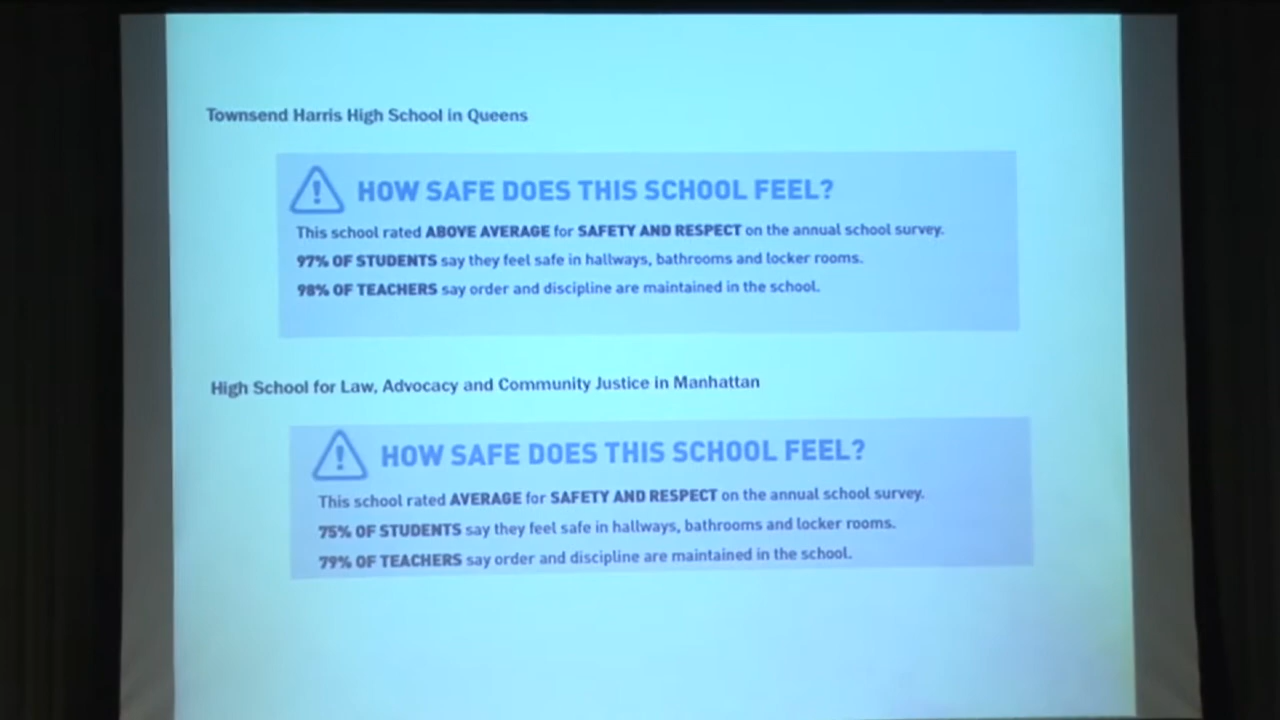 Townsend Harris High School in Queens
HOW SAFE DOES THIS SCHOOL FEEL?
This school rated ABOVE AVERAGE for SAFETY AND RESPECT on the annual school survey.
97% OF STUDENTS say they feel safe in hallways, bathrooms and locker rooms.
98% OF TEACHERS say order and discipline are maintained in the school.
High School for Law, Advocacy and Community Justice in Manhattan
HOW SAFE DOES THIS SCHOOL FEEL?
This school rated AVERAGE for SAFETY AND RESPECT on the annual school survey.
75% OF STUDENTS say they feel safe in hallways, bathrooms and locker rooms.
79% OF TEACHERS say order and discipline are maintained in the school.